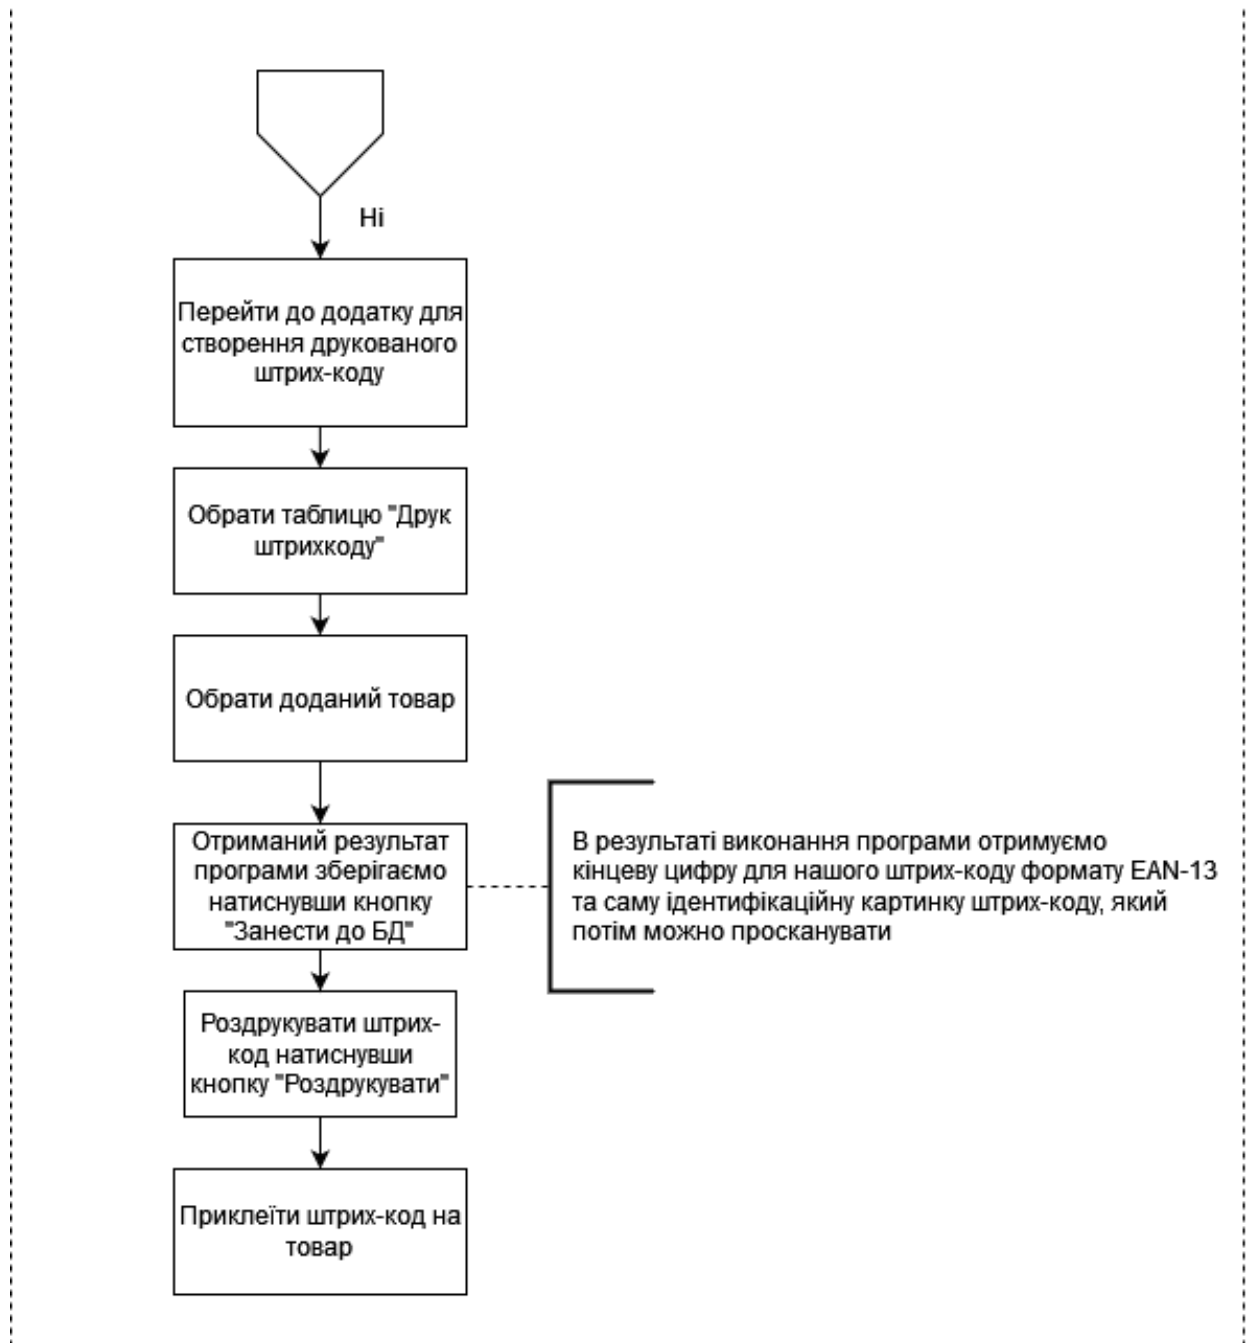 Ні
Перейти до додатку для
створення друкованого
штрих-коду
Обрати таблицю "Друк
штрихкоду"
Обрати доданий товар
Отриманий результат
програми зберігаємо
натиснувши кнопку
"Занести до БД"
В результаті виконання програми отримуємо
кінцеву цифру для нашого штрих-коду формату EAN-13
та саму ідентифікаційну картинку штрих-коду, який
потім можно просканувати
Роздрукувати штрих-
код натиснувши
кнопку "Роздрукувати"
Приклеїти штрих-код на
товар